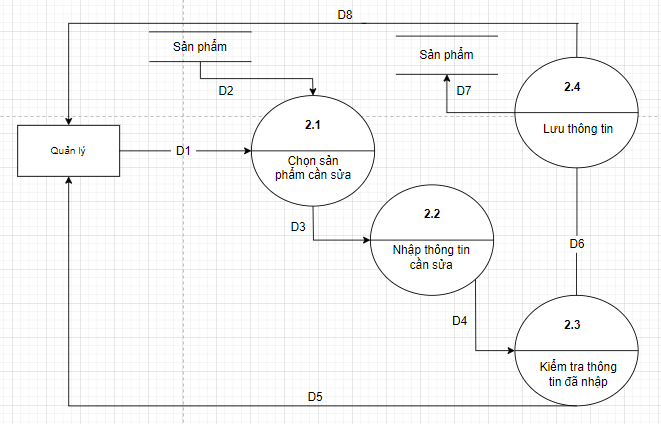 D8
Sản phẩm
Sản phẩm
D2
D7
2.4
Lưu thông tin
2.1
Quản lý
D1
Chọn sản
phẩm cần sửa
D3
2.2
Nhập thông tin
cần sửa
D6
D4
2.3
Kiểm tra thông
tin đã nhập
D5